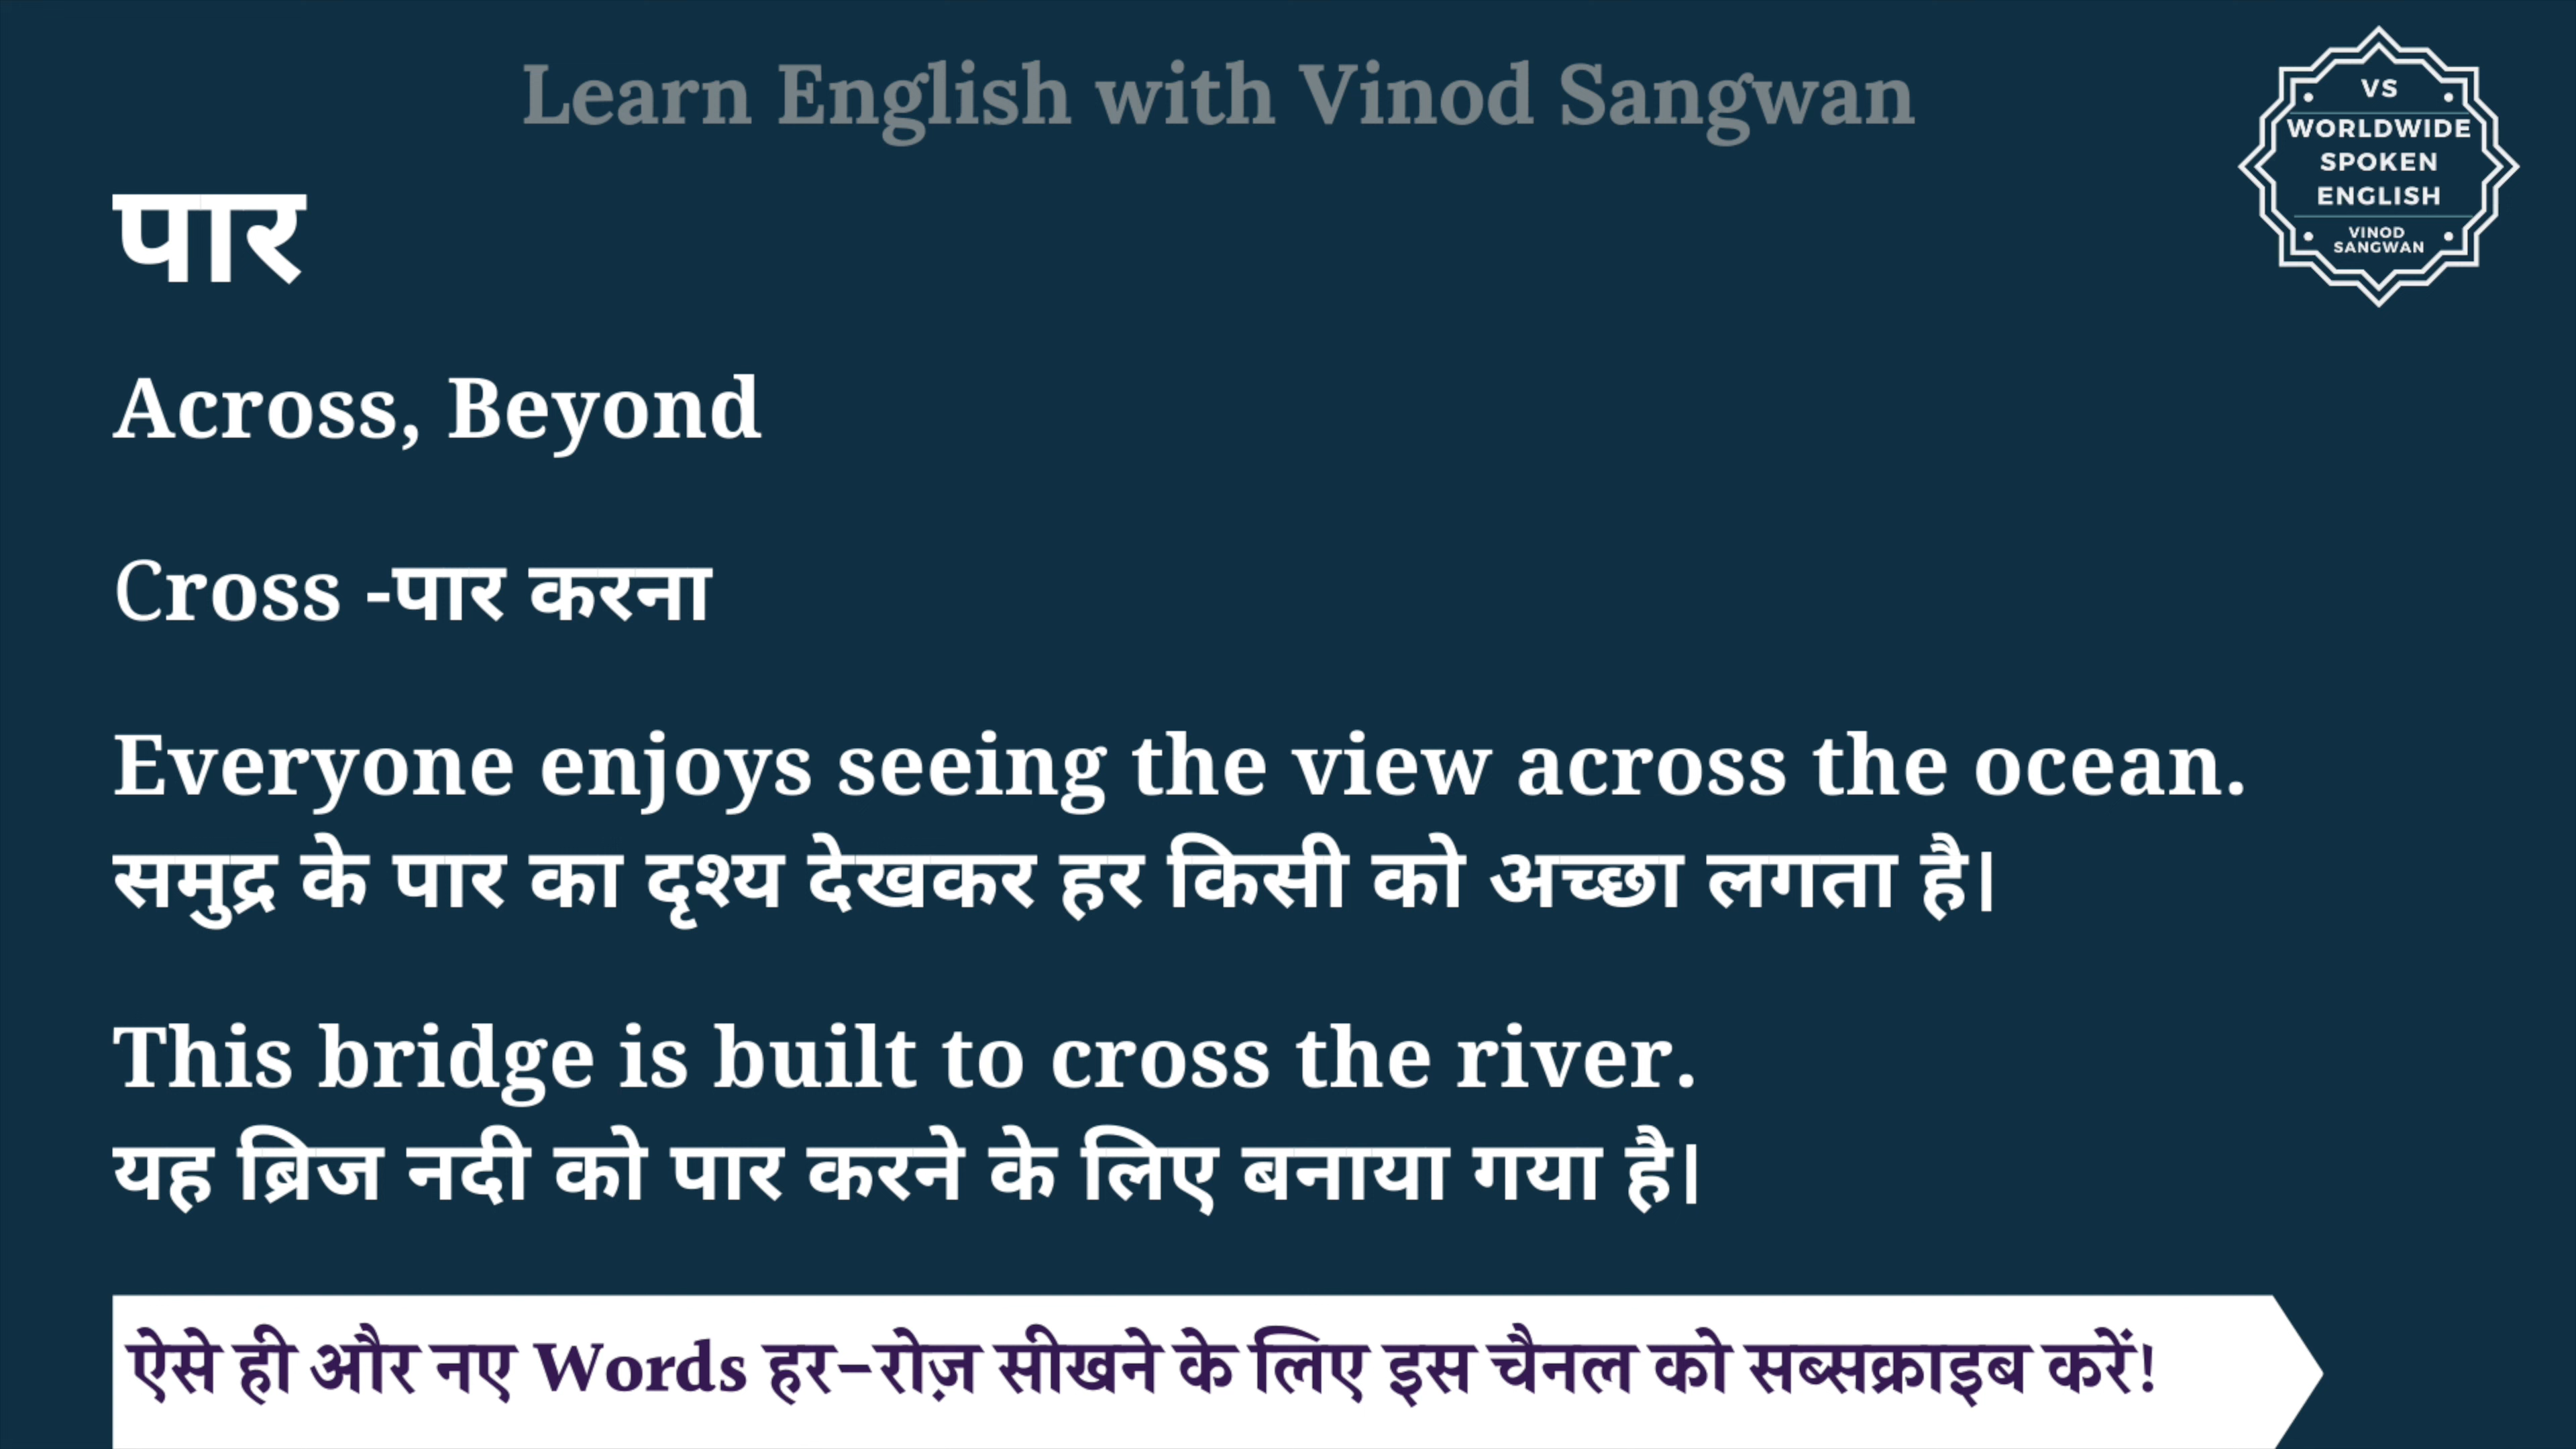 Learn English with Vinod Sangwan
VS
WORLDWIDE
SPOKEN
ENGLISH
VINOD
SANGWAN
पार
Across, Beyond
Cross -पार करना
Everyone enjoys seeing the view across the ocean.
समुद्र के पार का दृश्य देखकर हर किसी को अच्छा लगता है।
This bridge is built to cross the river.
यह ब्रिज नदी को पार करने के लिए बनाया गया है।
ऐसे ही और नए Words हर–रोज़ सीखने के लिए इस चैनल को सब्सक्राइब करें!